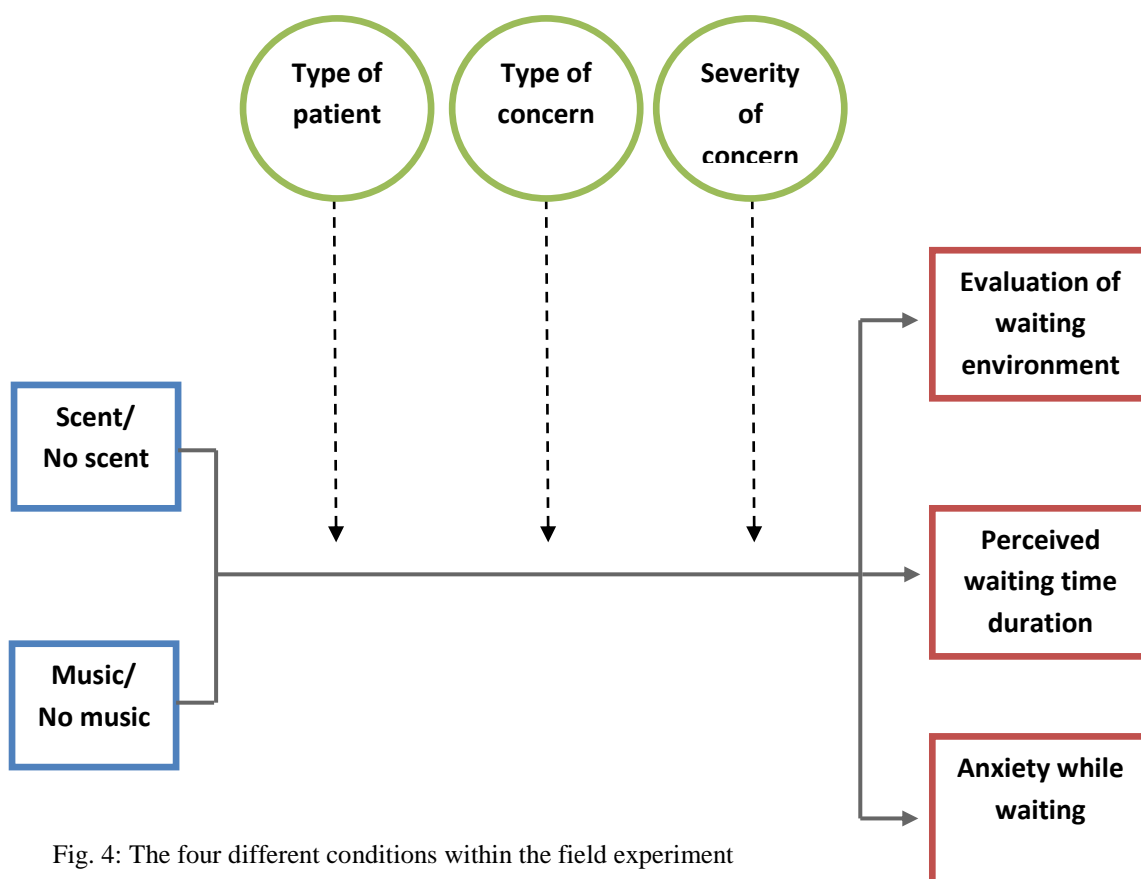 Type of
patient
Type of
concern
Severity
of
concern
Evaluation of
waiting
environment
Scent/
No scent
Perceived
waiting time
duration
Music/
No music
Anxiety while
waiting
Fig. 4: The four different conditions within the field experiment